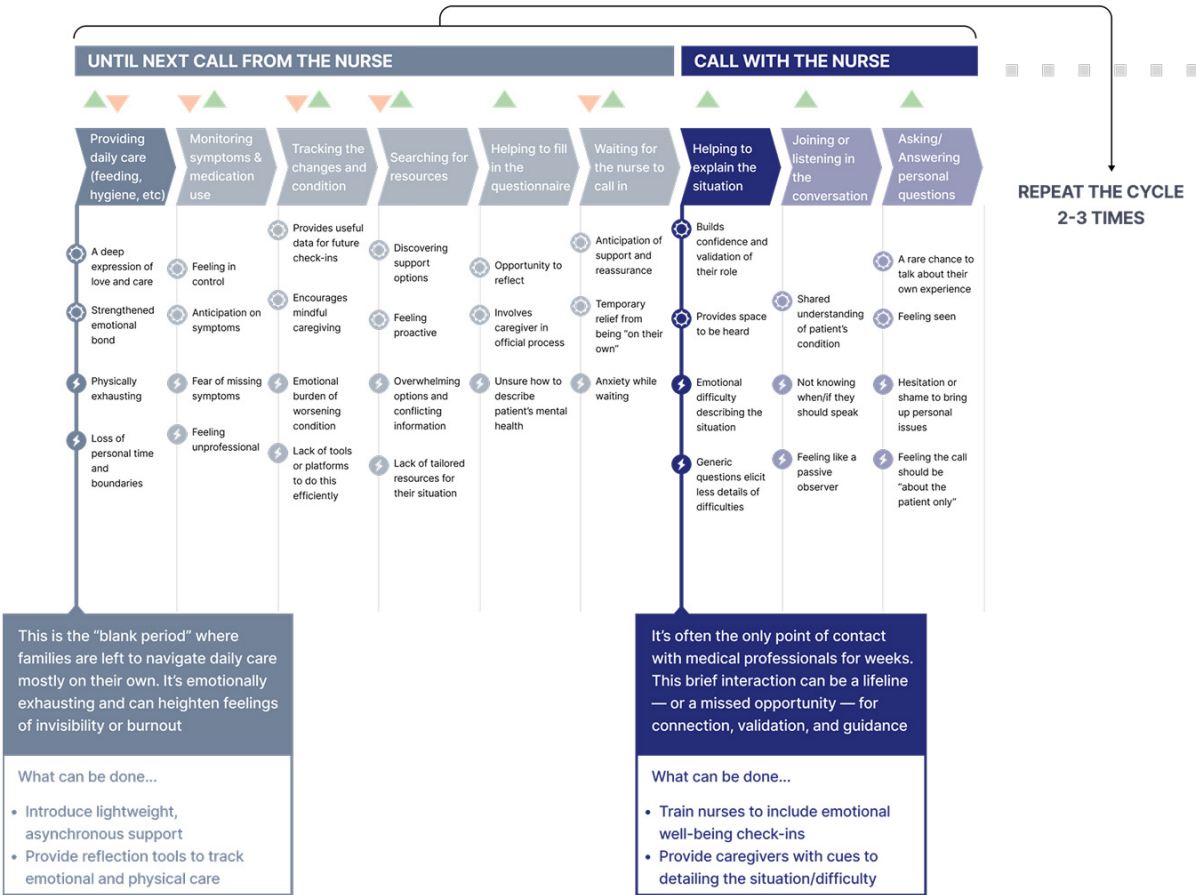 UNTIL NEXT CALL FROM THE NURSE
CALL WITH THE NURSE
Providing
daily care
(feeding,
hygiene, etc)
Monitoring
symptoms &
medication
use
Tracking the
changes and
condition
Searching for
resources
Helping to fill
in the
questionnaire
Waiting for
the nurse to
call in
Helping to
explain the
situation
Joining or
listening in
the
conversation
Asking/
Answering
personal
questions
REPEAT THE CYCLE
2-3 TIMES
A deep
expression of
love and care
Strengthened
emotional
bond
Physically
exhausting
Loss of
personal time
and
boundaries
Feeling in
control
Anticipation on
symptoms
Fear of missing
symptoms
Feeling
unprofessional
Provides useful
data for future
check-ins
Encourages
mindful
caregiving
Emotional
burden of
worsening
condition
Lack of tools
or platforms
to do this
efficiently
Discovering
support
options
Feeling
proactive
Overwhelming
options and
conflicting
information
Lack of tailored
resources for
their situation
Opportunity to
reflect
Involves
caregiver in
official process
Unsure how to
describe
patient's mental
health
Anticipation of
support and
reassurance
Temporary
relief from
being "on their
own"
Anxiety while
waiting
Builds
confidence and
validation of
their role
Provides space
to be heard
Emotional
difficulty
describing the
situation
Generic
questions elicit
less details of
difficulties
Shared
understanding
of patient's
condition
Not knowing
when/if they
should speak
Feeling like a
passive
observer
A rare chance to
talk about their
own experience
Feeling seen
Hesitation or
shame to bring
up personal
issues
Feeling the call
should be
"about the
patient only"
This is the "blank period" where
families are left to navigate daily care
mostly on their own. It's emotionally
exhausting and can heighten feelings
of invisibility or burnout
What can be done...
• Introduce lightweight,
asynchronous support
• Provide reflection tools to track
emotional and physical care
It's often the only point of contact
with medical professionals for weeks.
This brief interaction can be a lifeline
— or a missed opportunity — for
connection, validation, and guidance
What can be done...
• Train nurses to include emotional
well-being check-ins
• Provide caregivers with cues to
detailing the situation/difficulty